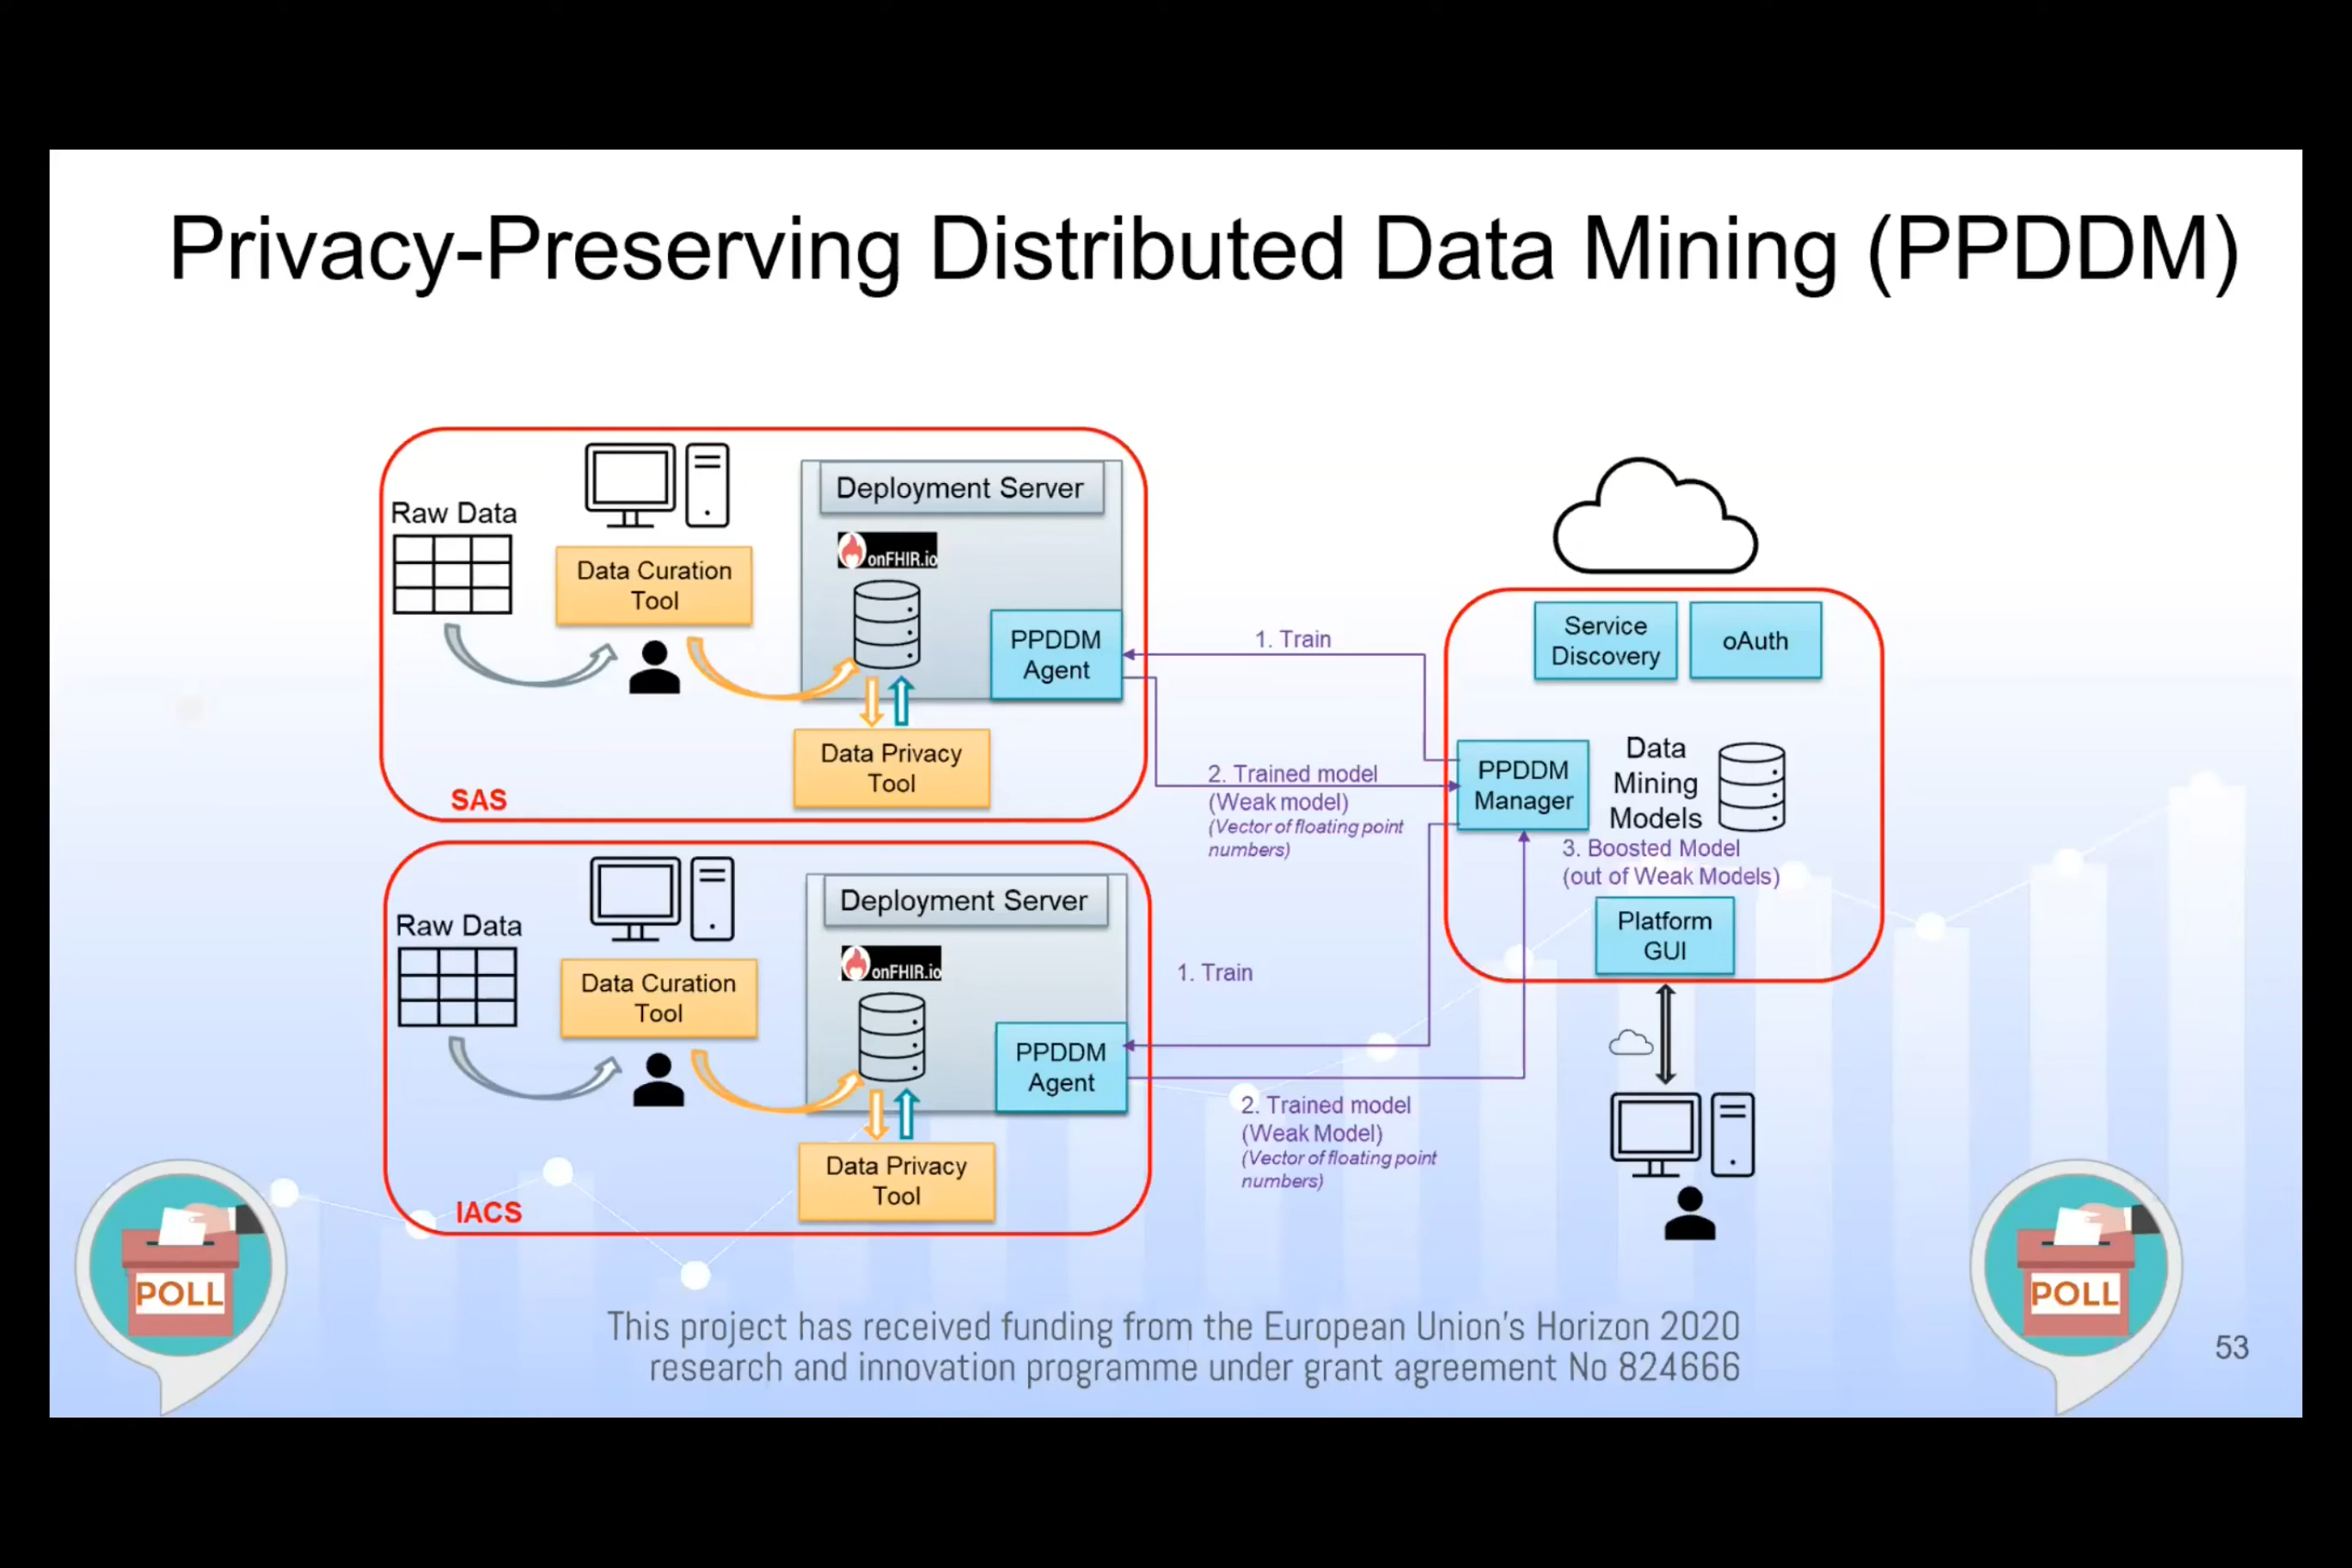 Privacy-Preserving Distributed Data Mining (PPDDM)
Raw Data
Data Curation
Tool
Deployment Server
onFHIR.io
PPDDM
Agent
Data Privacy
Tool
SAS
Raw Data
Data Curation
Tool
Deployment Server
onFHIR.io
PPDDM
Agent
Data Privacy
Tool
IACS
1. Train
2. Trained model
(Weak model)
(Vector of floating point
numbers)
1. Train
2. Trained model
(Weak Model)
(Vector of floating point
numbers)
Service
Discovery
oAuth
PPDDM
Manager
Data
Mining
Models
3. Boosted Model
(out of Weak Models)
Platform
GUI
POLL
POLL
This project has received funding from the European Union's Horizon 2020
research and innovation programme under grant agreement No 824666
53